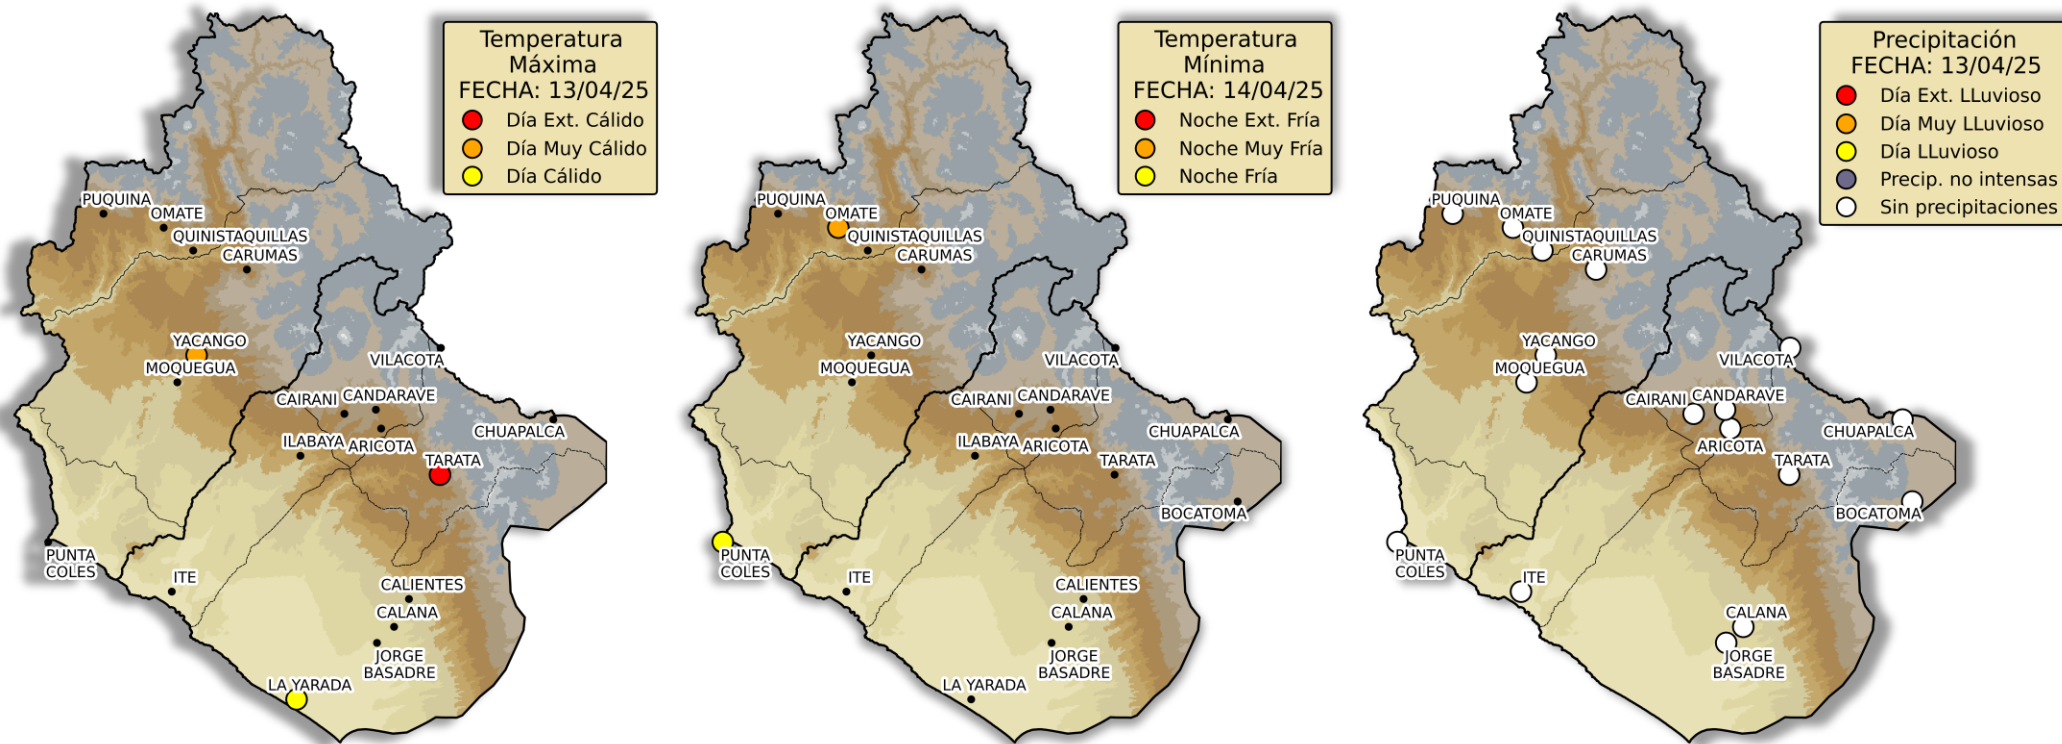 Temperatura
Máxima
FECHA: 13/04/25
Día Ext. Cálido
Día Muy Cálido
Día Cálido
PUQUINA
OMATE
QUINISTAQUILLAS
CARUMAS
YACANGO
MOQUEGUA
VILACOTA
CAIRANI
CANDARAVE
CHUAPALCA
ILABAYA
ARICOTA
TARATA
PUNTA
COLES
ITE
CALIENTES
CALANA
JORGE
BASADRE
LA YARADA
Temperatura
Mínima
FECHA: 14/04/25
Noche Ext. Fría
Noche Muy Fría
Noche Fría
PUQUINA
OMATE
QUINISTAQUILLAS
CARUMAS
YACANGO
MOQUEGUA
VILACOTA
CAIRANI
CANDARAVE
CHUAPALCA
ILABAYA
ARICOTA
TARATA
BOCATOMA
PUNTA
COLES
ITE
CALIENTES
CALANA
JORGE
BASADRE
LA YARADA
Precipitación
FECHA: 13/04/25
Día Ext. LLuvioso
Día Muy LLuvioso
Día LLuvioso
Precip. no intensas
Sin precipitaciones
PUQUINA
OMATE
QUINISTAQUILLAS
CARUMAS
YACANGO
MOQUEGUA
VILACOTA
CAIRANI
CANDARAVE
CHUAPALCA
ARICOTA
TARATA
BOCATOMA
PUNTA
COLES
ITE
CALANA
JORGE
BASADRE